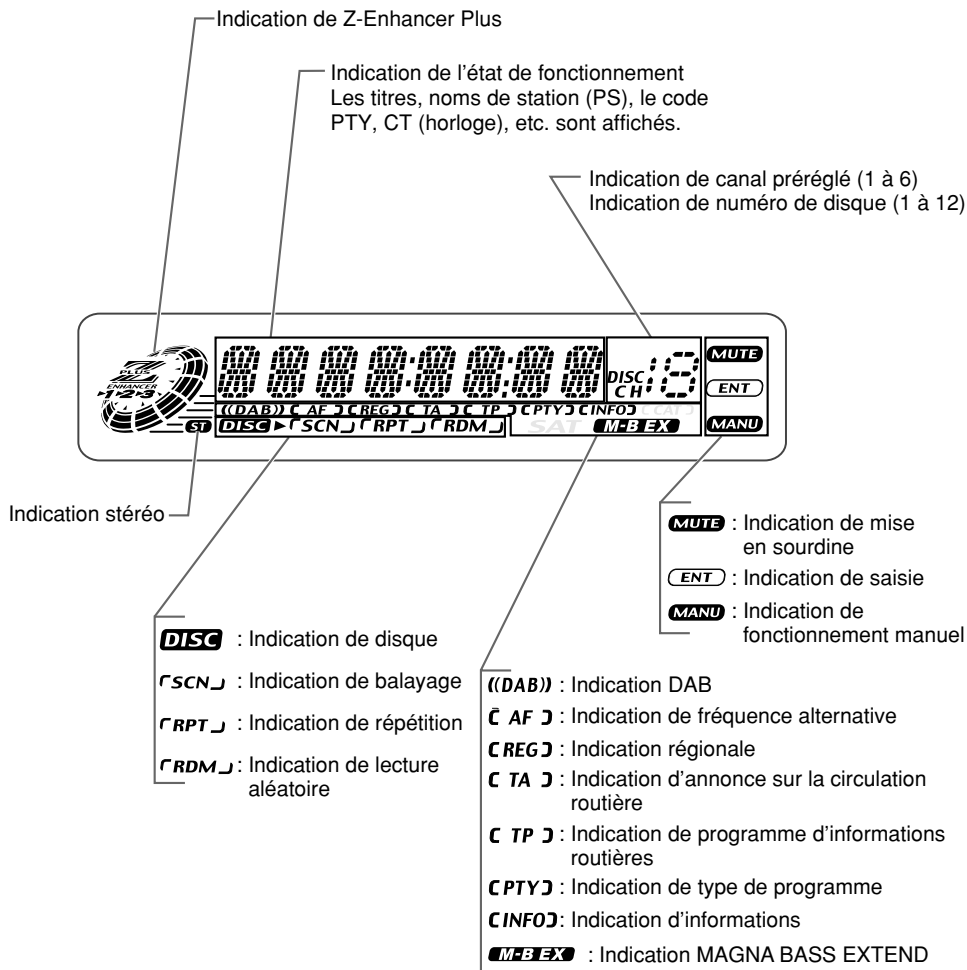 Indication de Z-Enhancer Plus
Indication de l'état de fonctionnement
Les titres, noms de station (PS), le code
PTY, CT (horloge), etc. sont affichés.
Indication de canal préréglé (1 à 6)
Indication de numéro de disque (1 à 12)
PLUS
Z
ENHANCER
1 2 3
ST
DISC
CH
18
MUTE
ENT
MANU
((DAB)) AF REG TA TP PTY INFO CAT
DISC SCN RPT RDM SAT M-B EX
Indication stéréo
MUTE : Indication de mise
en sourdine
ENT : Indication de saisie
MANU : Indication de
fonctionnement manuel
DISC : Indication de disque
SCN : Indication de balayage
RPT : Indication de répétition
RDM : Indication de lecture
aléatoire
((DAB)) : Indication DAB
AF : Indication de fréquence alternative
REG : Indication régionale
TA : Indication d'annonce sur la circulation
routière
TP : Indication de programme d'informations
routières
PTY : Indication de type de programme
INFO : Indication d'informations
M-B EX : Indication MAGNA BASS EXTEND